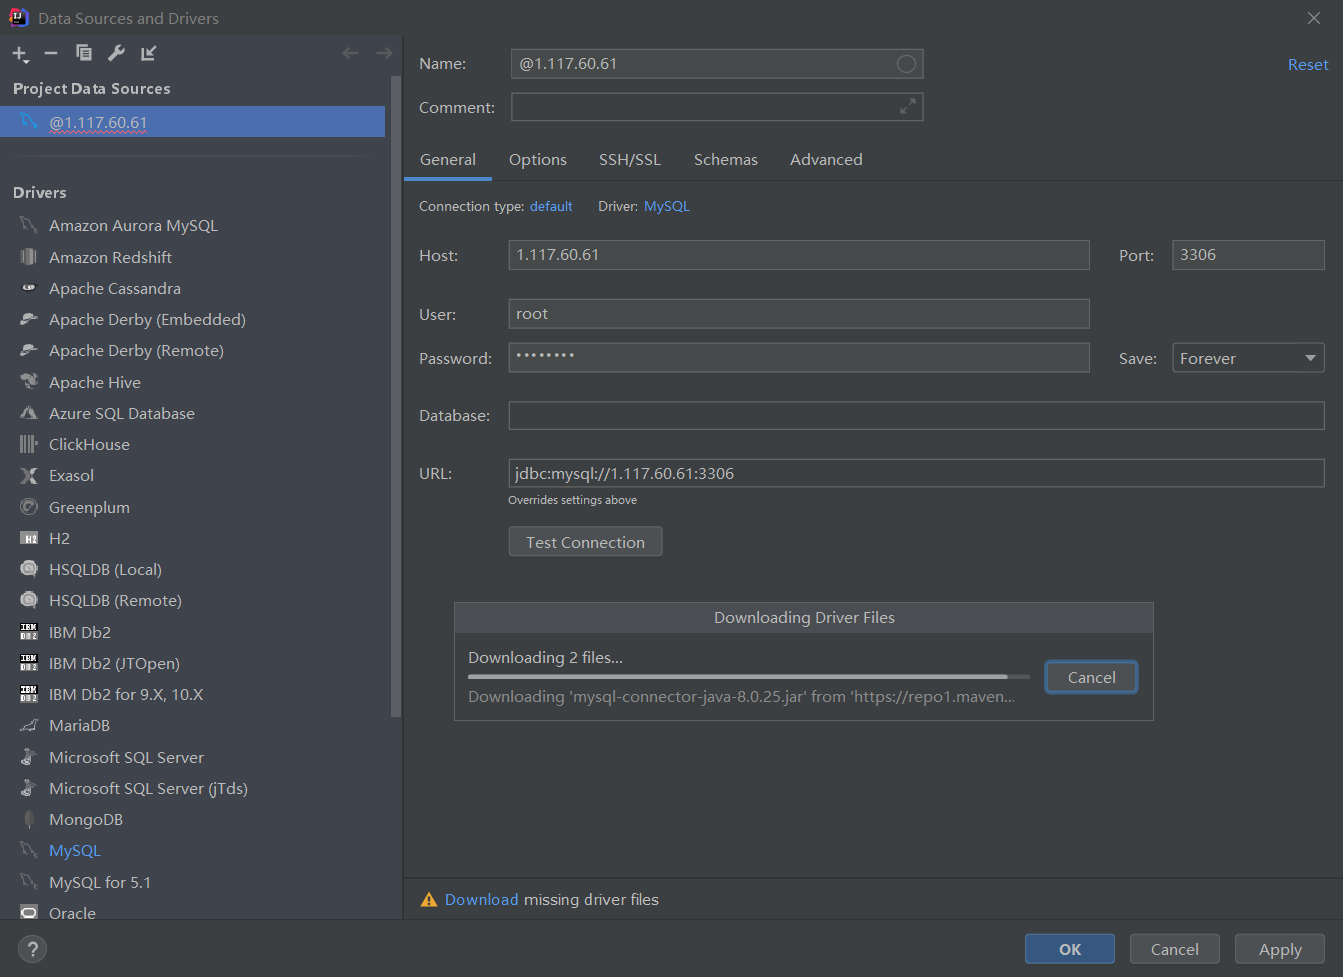 Data Sources and Drivers
Project Data Sources
@1.117.60.61
Drivers
Amazon Aurora MySQL
Amazon Redshift
Apache Cassandra
Apache Derby (Embedded)
Apache Derby (Remote)
Apache Hive
Azure SQL Database
ClickHouse
Exasol
Greenplum
H2
HSQLDB (Local)
HSQLDB (Remote)
IBM Db2
IBM Db2 (JTOpen)
IBM Db2 for 9.X, 10.X
MariaDB
Microsoft SQL Server
Microsoft SQL Server (jTds)
MongoDB
MySQL
MySQL for 5.1
Oracle
Name: @1.117.60.61 Reset
Comment:
General Options SSH/SSL Schemas Advanced
Connection type: default Driver: MySQL
Host: 1.117.60.61 Port: 3306
User: root
Password: •••••••• Save: Forever
Database:
URL: jdbc:mysql://1.117.60.61:3306
Overrides settings above
Test Connection
Downloading Driver Files
Downloading 2 files...
Cancel
Downloading 'mysql-connector-java-8.0.25.jar' from 'https://repo1.maven...
Download missing driver files
? OK Cancel Apply